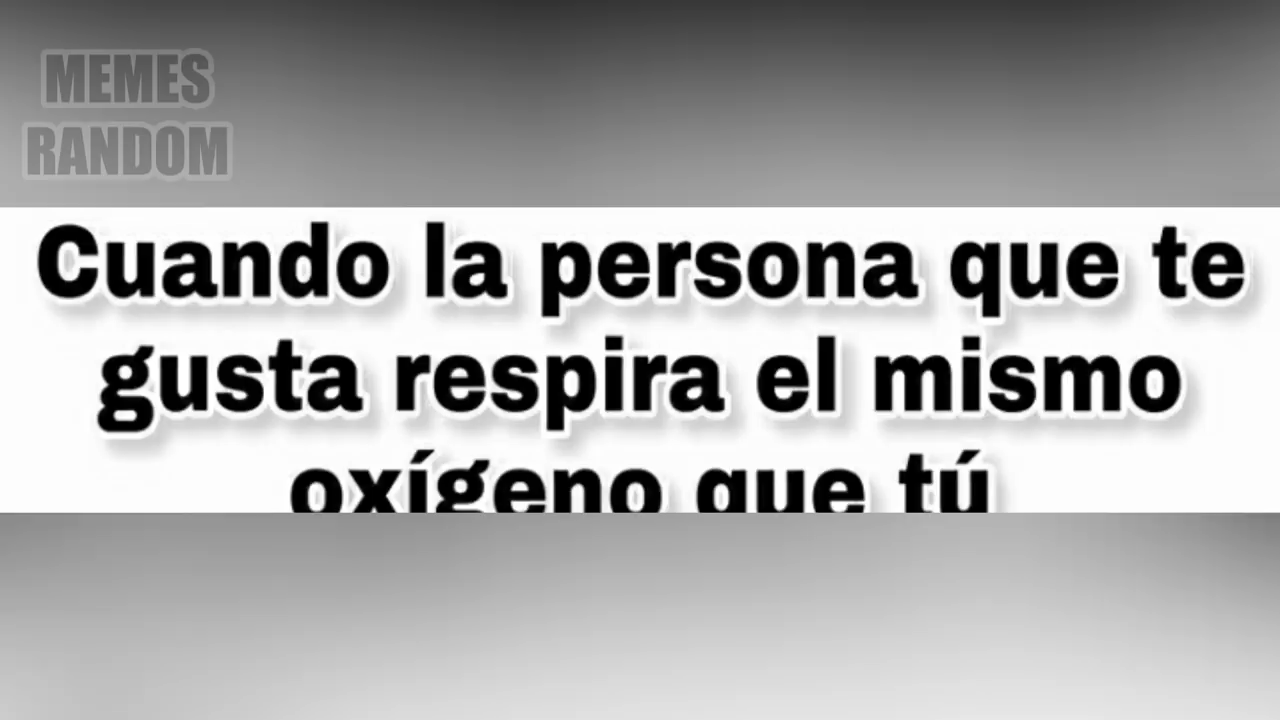 MEMES
RANDOM
Cuando la persona que te
gusta respira el mismo
oxígeno que tú